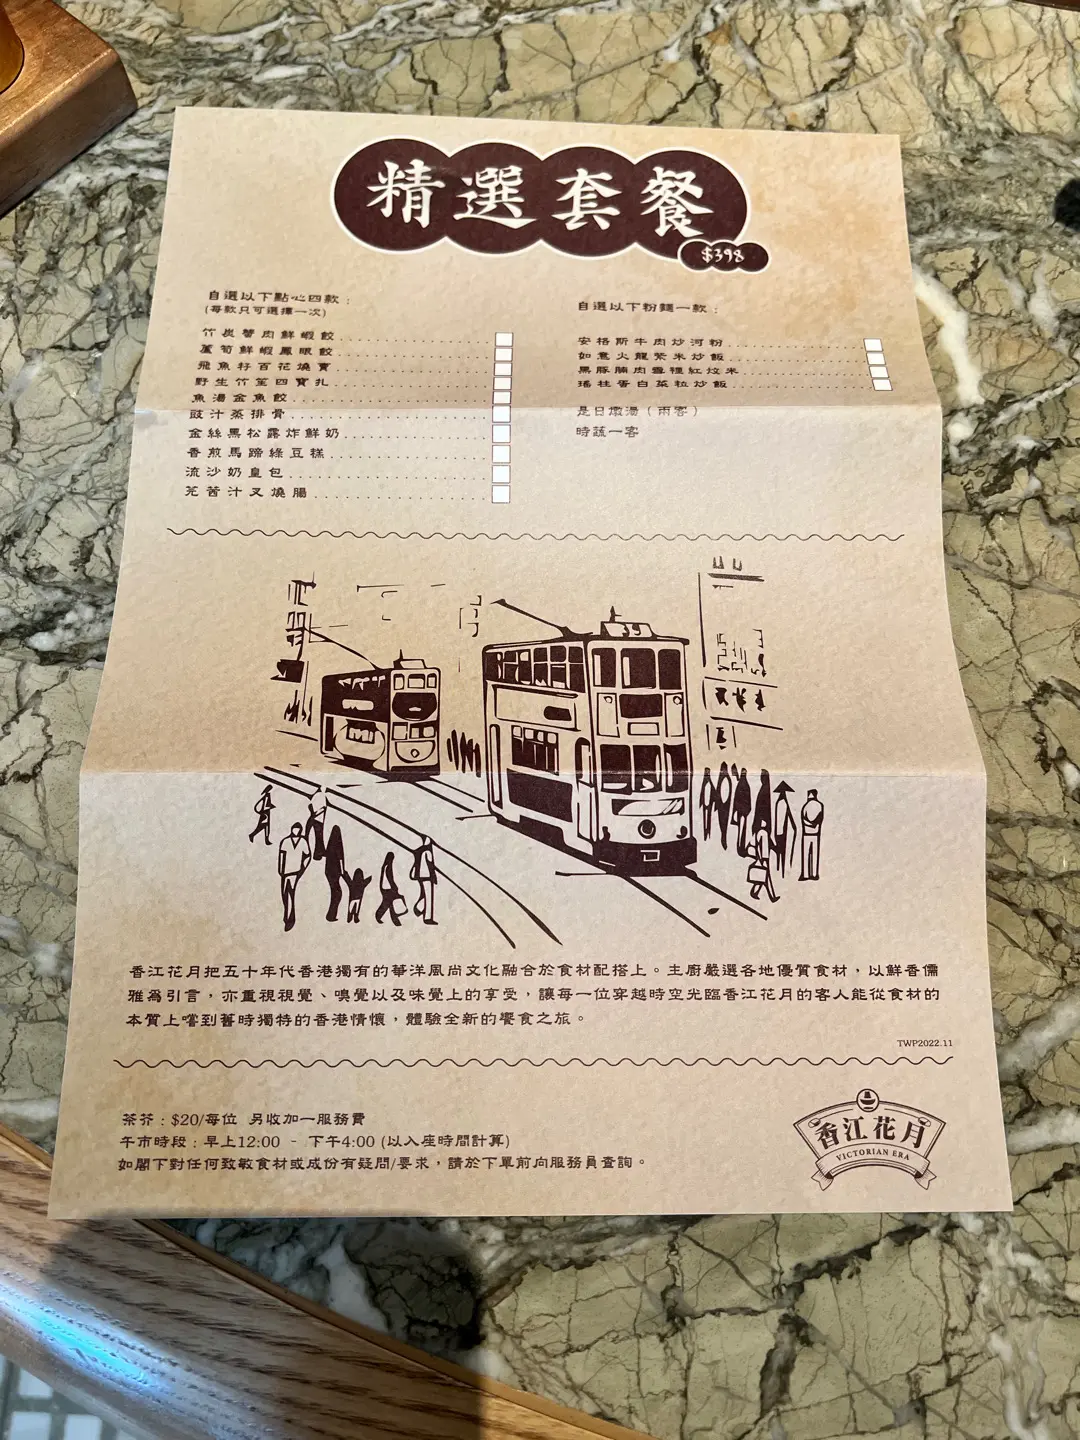 精選套餐
$398
自選以下點心四款：
(每款只可選擇一次)
竹炭蟹肉鮮蝦餃
蘆筍鮮蝦鳳眼餃
飛魚籽百花燒賣
野生竹笙四寶扎
魚湯金魚餃
豉汁蒸排骨
金絲黑松露炸鮮奶
香煎馬蹄綠豆糕
流沙奶皇包
芫茜汁叉燒腸
自選以下粉麵一款：
安格斯牛肉炒河粉
如意火龍紫米炒飯
黑豚腩肉雪裡紅炆米
瑤柱蛋白菜粒炒飯
是日燉湯（兩客）
時蔬一客
香江花月把五十年代香港獨有的華洋風尚文化融合於食材配搭上。主廚嚴選各地優質食材，以鮮香儒
雅為引言，亦重視視覺、嗅覺以及味覺上的享受，讓每一位穿越時空光臨香江花月的客人能從食材的
本質上嚐到舊時獨特的香港情懷，體驗全新的饗食之旅。
TWP2022.11
茶芥：$20/每位 另收加一服務費
午市時段：早上12:00 - 下午4:00 (以入座時間計算)
如閣下對任何致敏食材或成份有疑問/要求，請於下單前向服務員查詢。
香江花月
VICTORIAN ERA